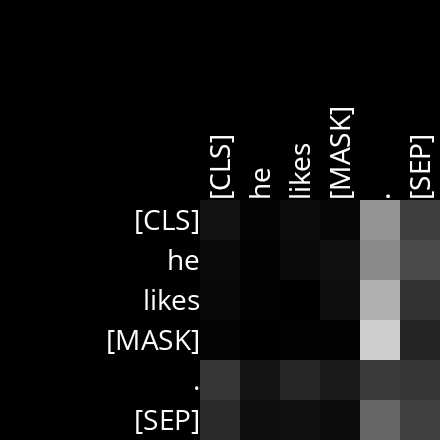 [CLS] he likes [MASK] . [SEP]
[CLS]
he
likes
[MASK]
.
[SEP]